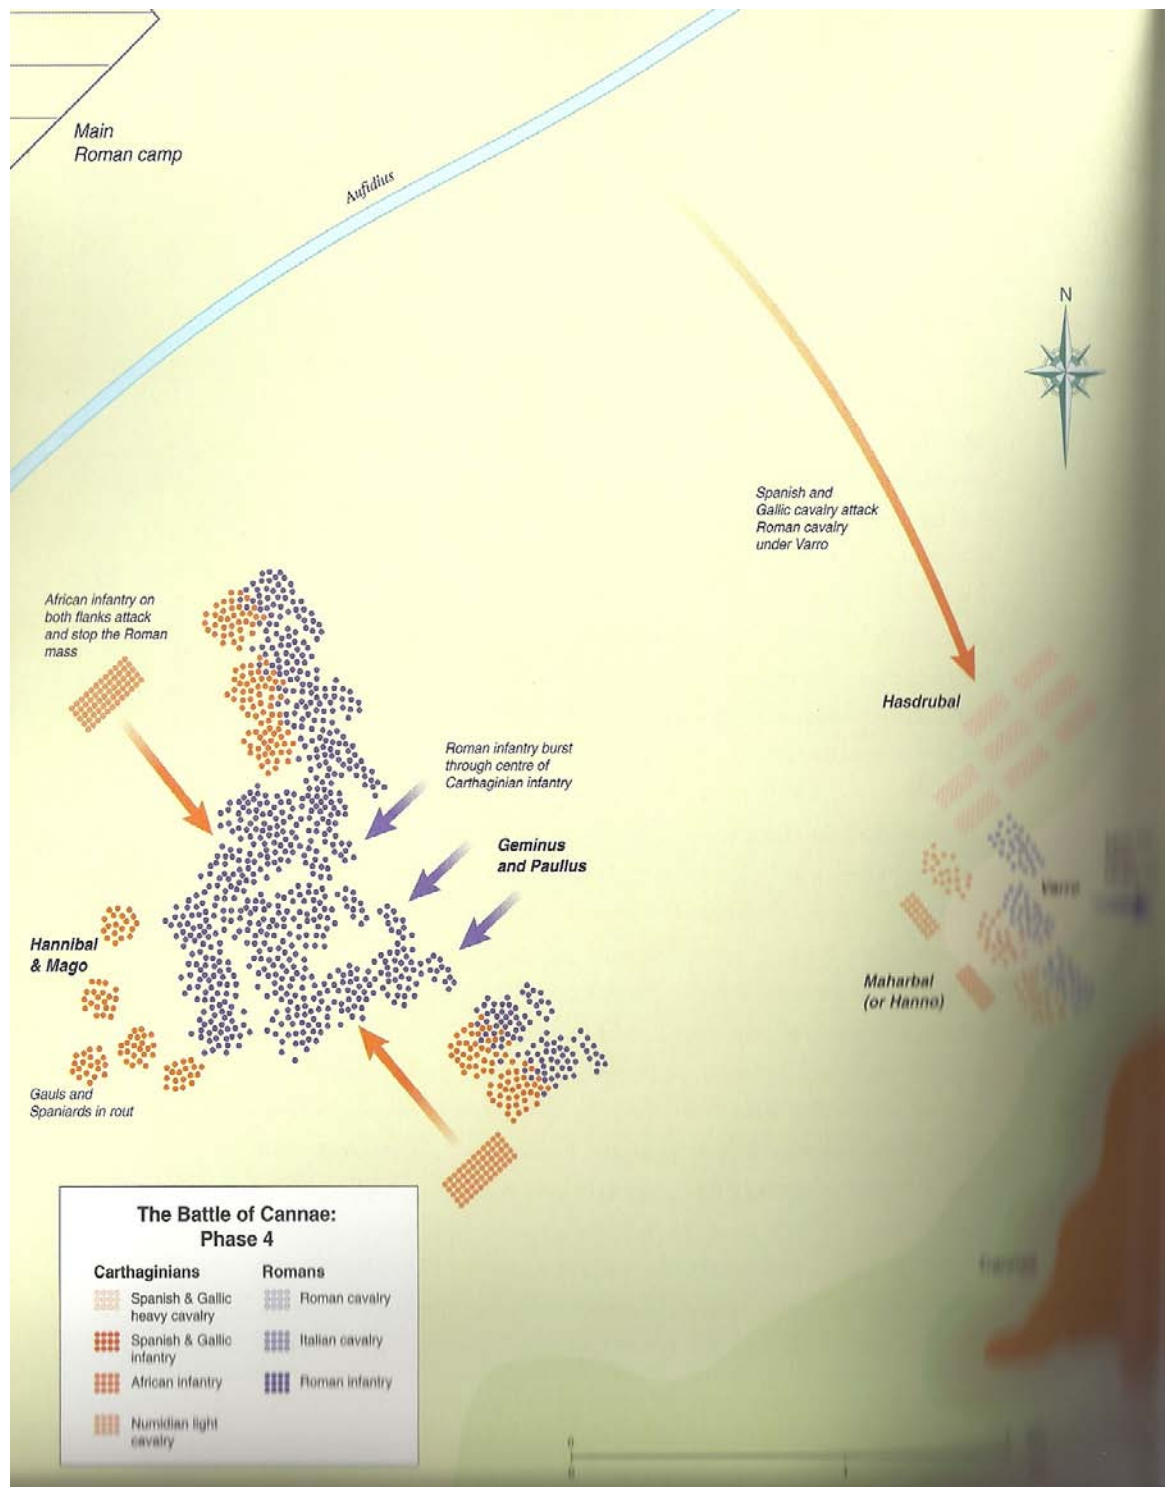 Main
Roman camp
Aufidius
N
Spanish and
Gallic cavalry attack
Roman cavalry
under Varro
African infantry on
both flanks attack
and stop the Roman
mass
Hasdrubal
Roman infantry burst
through centre of
Carthaginian infantry
Geminus
and Paullus
Varro
Hannibal
& Mago
Maharbal
(or Hanno)
Gauls and
Spaniards in rout
The Battle of Cannae:
Phase 4
Carthaginians
Spanish & Gallic
heavy cavalry
Spanish & Gallic
infantry
African infantry
Numidian light
cavalry
Romans
Roman cavalry
Italian cavalry
Roman infantry
0
0
1